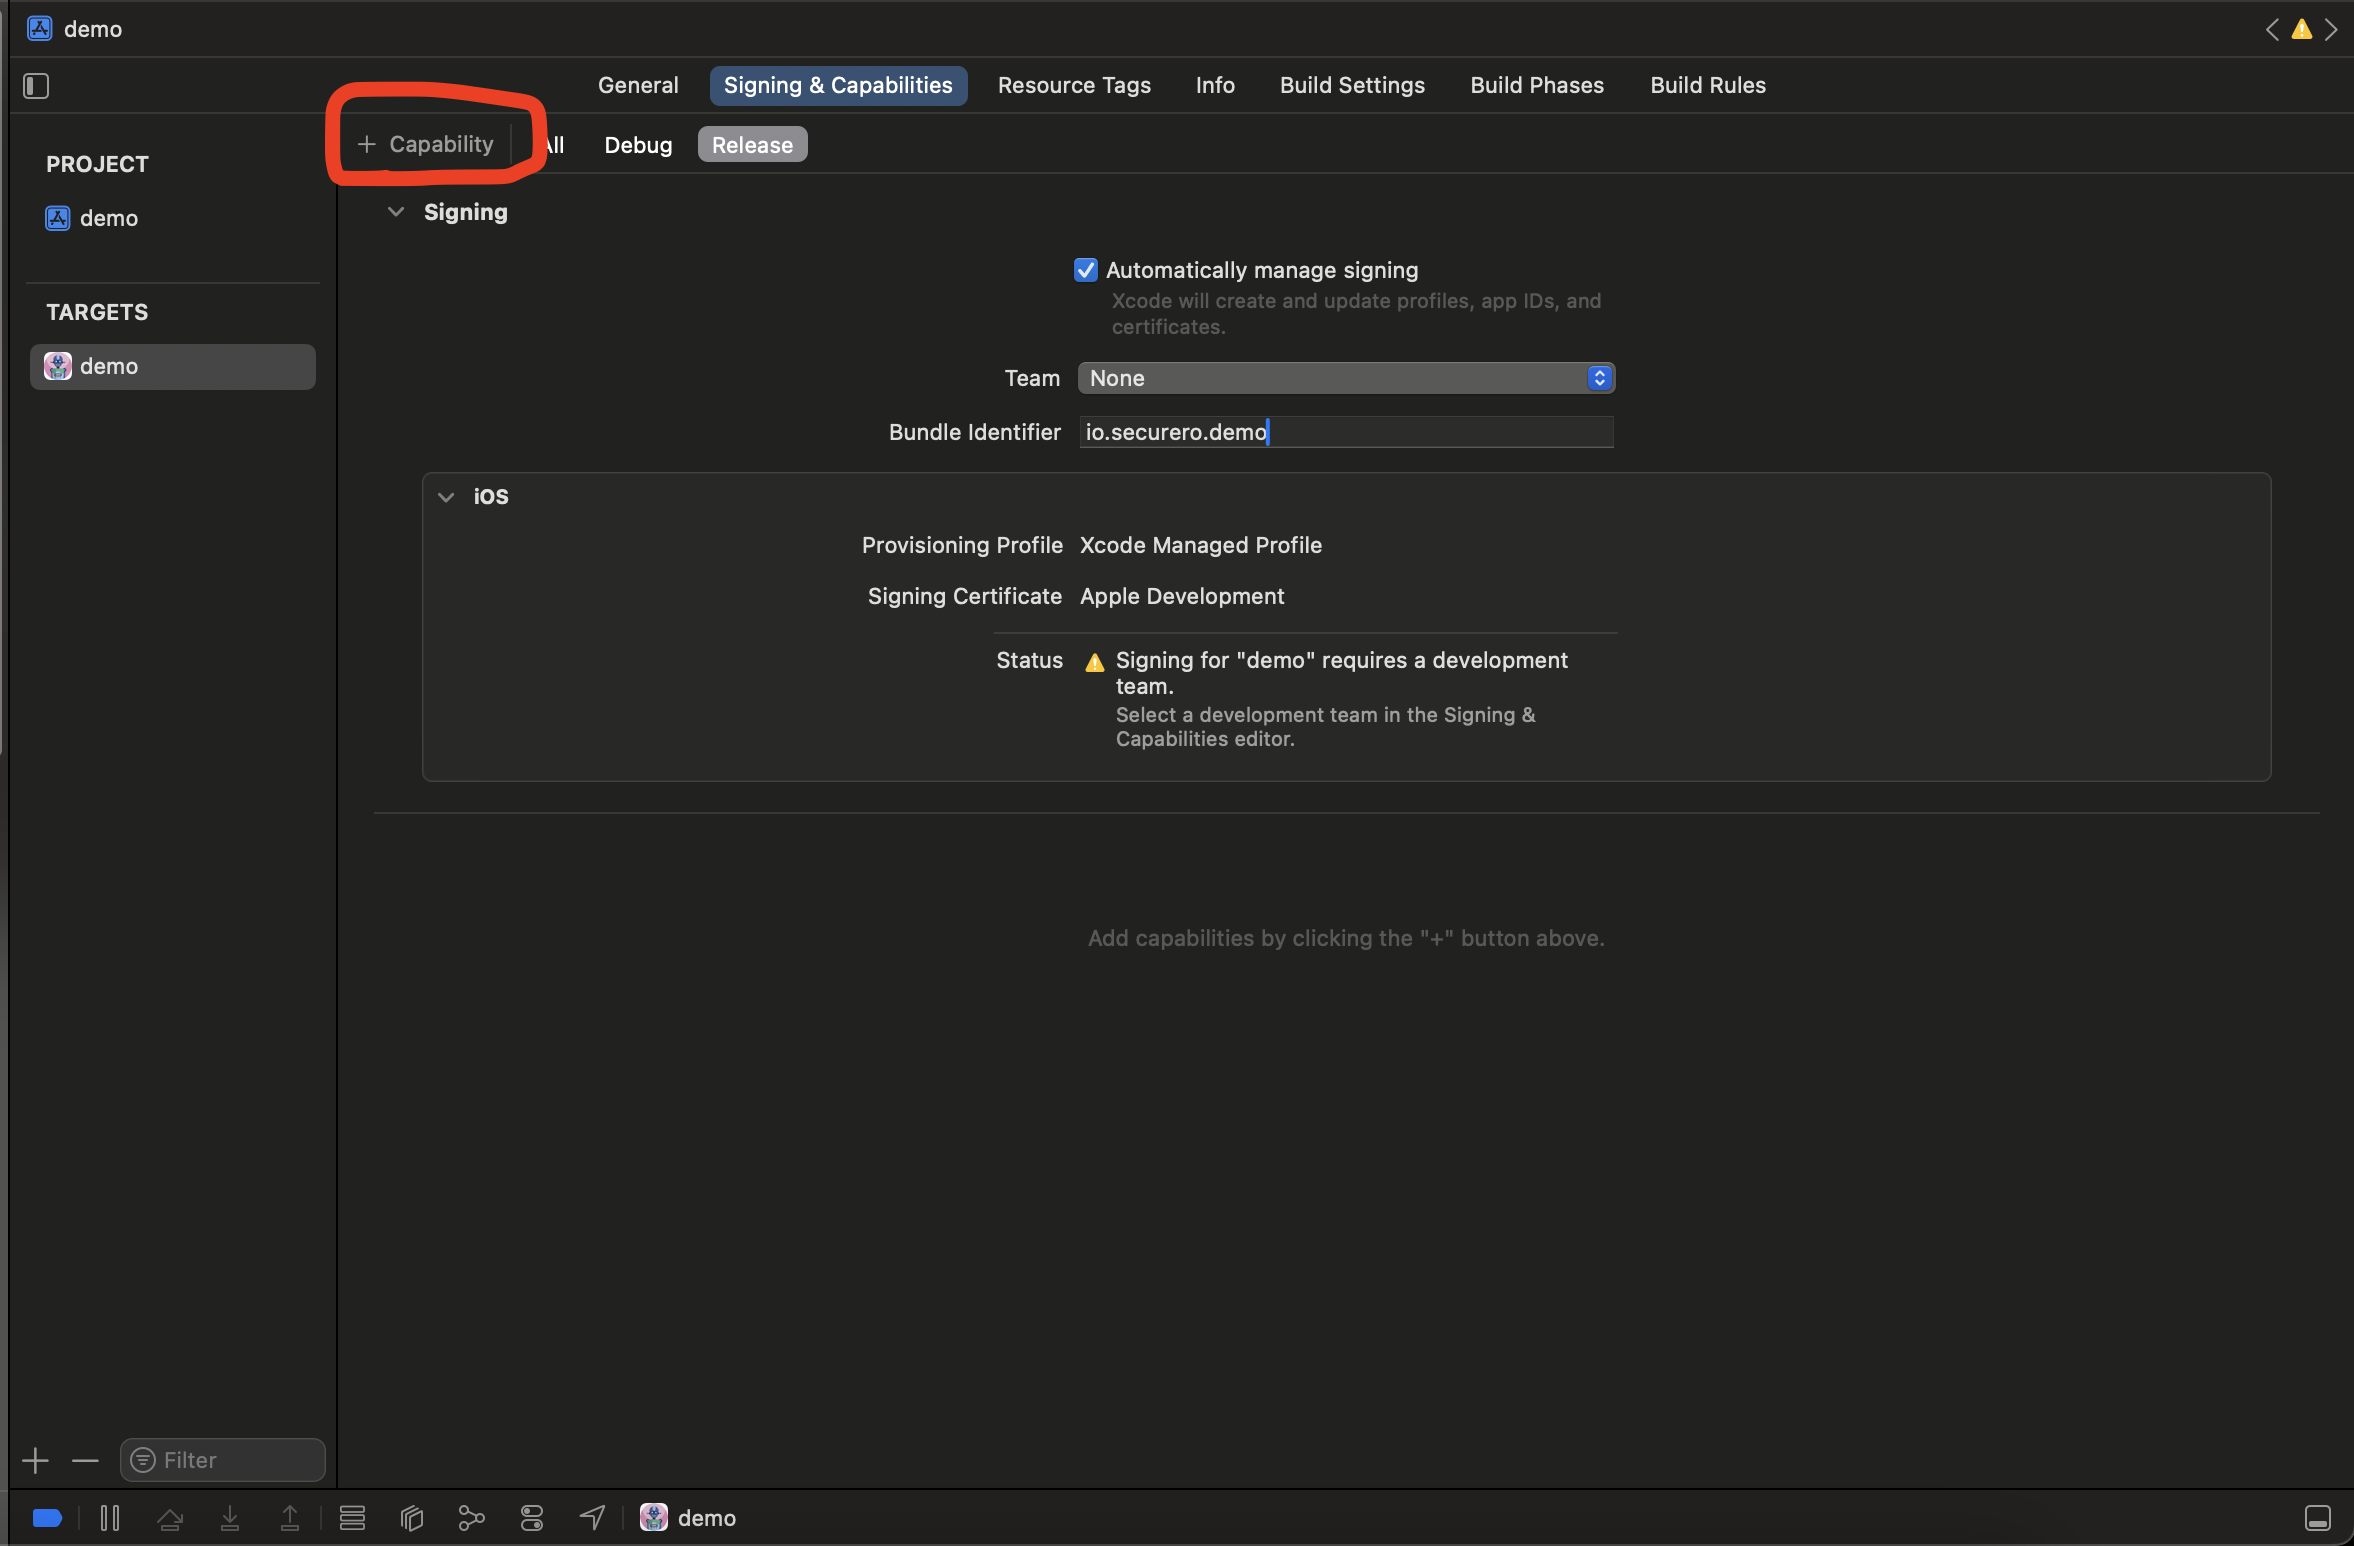 demo
General
Signing & Capabilities
Resource Tags
Info
Build Settings
Build Phases
Build Rules
+ Capability
Debug
Release
PROJECT
demo
TARGETS
demo
Signing
Automatically manage signing
Xcode will create and update profiles, app IDs, and
certificates.
Team
None
Bundle Identifier
io.securero.demo
iOS
Provisioning Profile
Xcode Managed Profile
Signing Certificate
Apple Development
Status
Signing for "demo" requires a development
team.
Select a development team in the Signing &
Capabilities editor.
Add capabilities by clicking the "+" button above.
Filter
demo